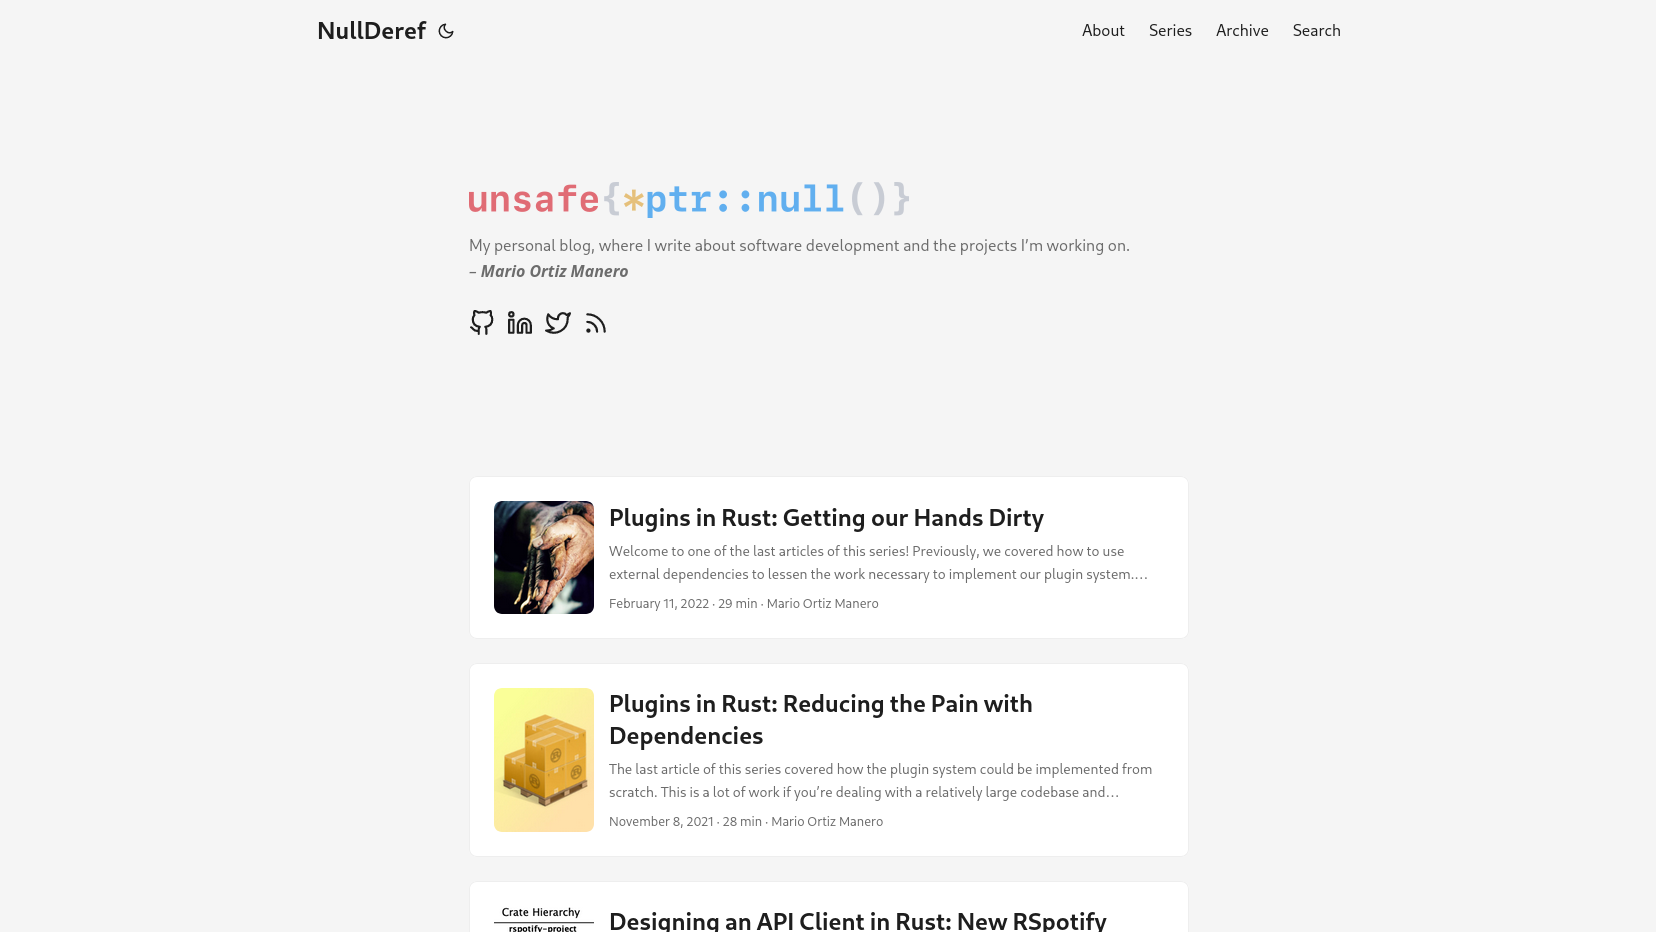 NullDeref
About Series Archive Search
unsafe{*ptr::null()}
My personal blog, where I write about software development and the projects I’m working on.
– Mario Ortiz Manero
Plugins in Rust: Getting our Hands Dirty
Welcome to one of the last articles of this series! Previously, we covered how to use
external dependencies to lessen the work necessary to implement our plugin system.…
February 11, 2022 · 29 min · Mario Ortiz Manero
Plugins in Rust: Reducing the Pain with
Dependencies
The last article of this series covered how the plugin system could be implemented from
scratch. This is a lot of work if you’re dealing with a relatively large codebase and…
November 8, 2021 · 28 min · Mario Ortiz Manero
Crate Hierarchy
rspotify-project
Designing an API Client in Rust: New RSpotify